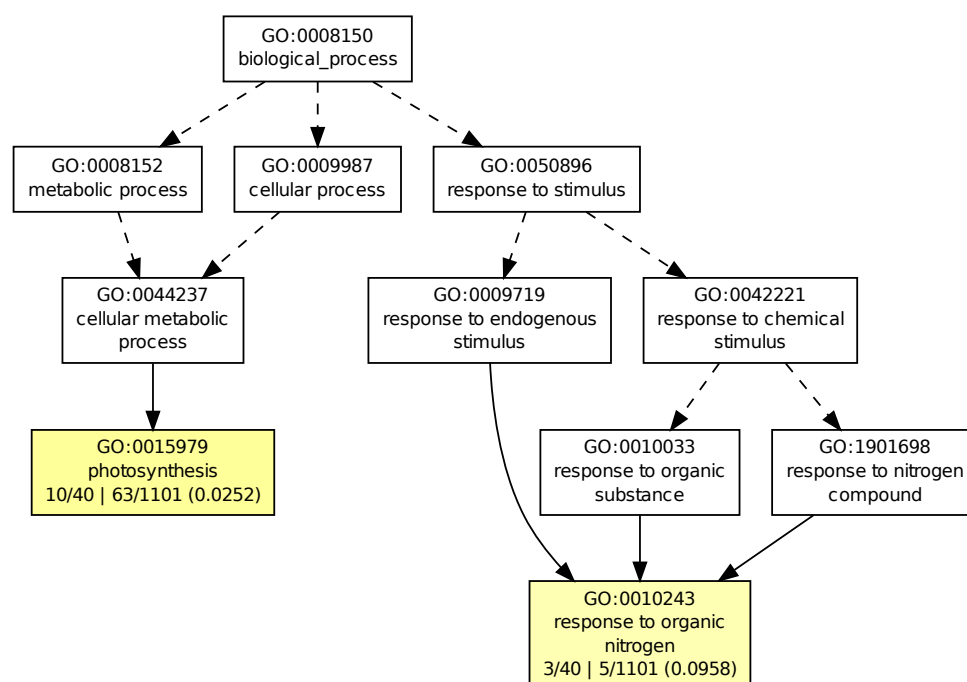 GO:0008150
biological_process
GO:0008152
metabolic process
GO:0009987
cellular process
GO:0050896
response to stimulus
GO:0044237
cellular metabolic
process
GO:0009719
response to endogenous
stimulus
GO:0042221
response to chemical
stimulus
GO:0015979
photosynthesis
10/40 | 63/1101 (0.0252)
GO:0010033
response to organic
substance
GO:1901698
response to nitrogen
compound
GO:0010243
response to organic
nitrogen
3/40 | 5/1101 (0.0958)